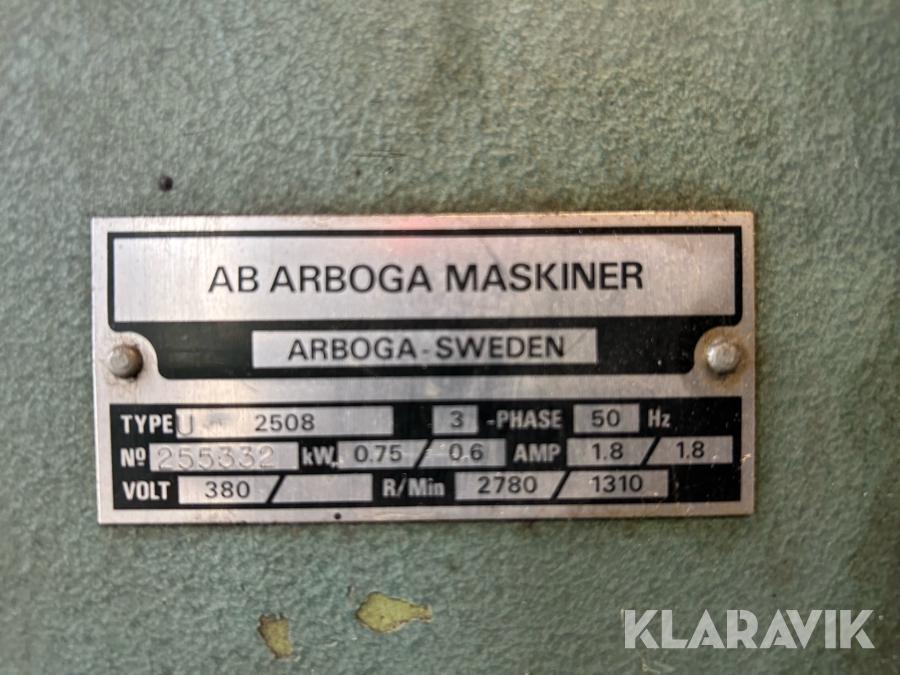 AB ARBOGA MASKINER
ARBOGA-SWEDEN
TYPE U 2508 3 -PHASE 50 Hz
Nº 255332 kW 0.75 / 0.6 AMP 1.8 / 1.8
VOLT 380 / R/Min 2780 / 1310
KLARAVIK